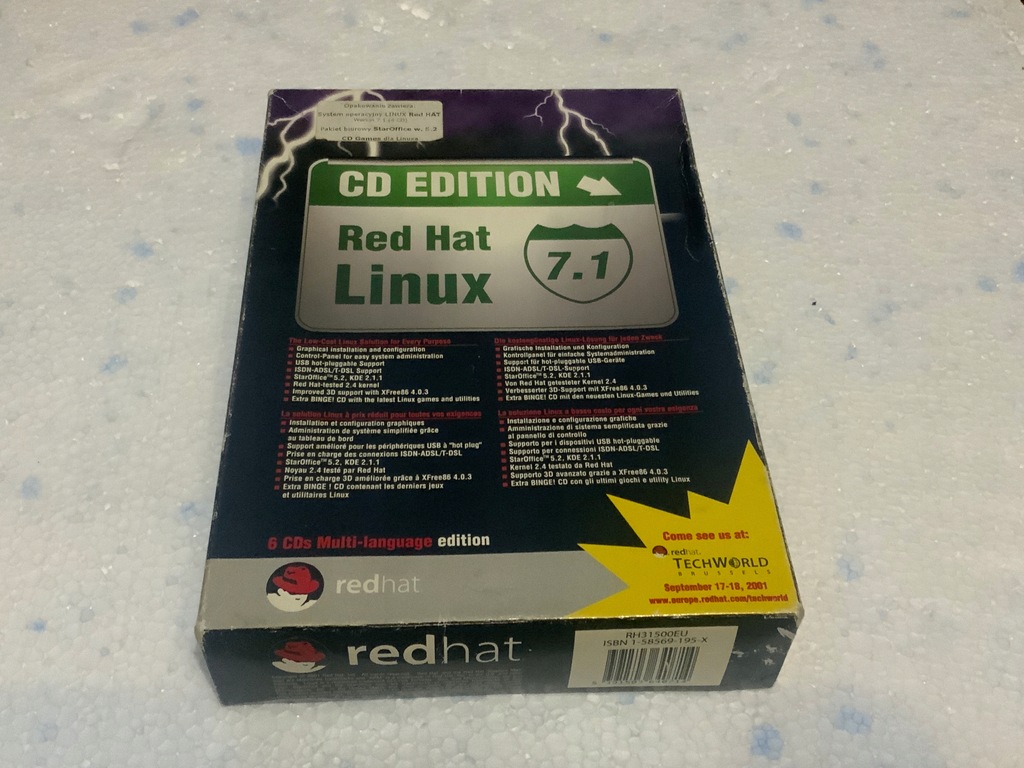 Opakowanie zawiera:
System operacyjny LINUX Red HAT
Pakiet biurowy StarOffice w. 5.2
CD Games dla Linuxa
CD EDITION
Red Hat
Linux
7.1
The Low-Cost Linux Solution for Every Purpose
Graphical installation and configuration
Control-Panel for easy system administration
USB hot-pluggable Support
ISDN-ADSL/T-DSL Support
StarOffice™ 5.2, KDE 2.1.1
Red Hat-tested 2.4 kernel
Improved 3D support with XFree86 4.0.3
Extra BINGE! CD with the latest Linux games and utilities
Die kostengünstige Linux-Lösung für jeden Zweck
Grafische Installation und Konfiguration
Kontrollpanel für einfache Systemadministration
Support für hot-pluggable USB-Geräte
ISDN-ADSL/T-DSL-Support
StarOffice™ 5.2, KDE 2.1.1
Von Red Hat getesteter Kernel 2.4
Verbesserter 3D-Support mit XFree86 4.0.3
Extra BINGE! CD mit den neuesten Linux-Games und Utilities
La solution Linux à prix réduit pour toutes vos exigences
Installation et configuration graphiques
Administration de système simplifiée grâce
au tableau de bord
Support amélioré pour les périphériques USB à "hot plug"
Prise en charge des connexions ISDN-ADSL/T-DSL
StarOffice™ 5.2, KDE 2.1.1
Noyau 2.4 testé par Red Hat
Prise en charge 3D améliorée grâce à XFree86 4.0.3
Extra BINGE ! CD contenant les derniers jeux
et utilitaires Linux
La soluzione Linux a basso costo per ogni vostra esigenza
Installazione e configurazione grafiche
Amministrazione di sistema semplificata grazie
al pannello di controllo
Supporto per i dispositivi USB hot-pluggable
Supporto per connessioni ISDN-ADSL/T-DSL
StarOffice™ 5.2, KDE 2.1.1
Kernel 2.4 testato da Red Hat
Supporto 3D avanzato grazie a XFree86 4.0.3
Extra BINGE! CD con gli ultimi giochi e utility Linux
6 CDs Multi-language edition
redhat
Come see us at:
redhat.
TECHWORLD
BRUSSELS
September 17-18, 2001
www.europe.redhat.com/techworld
redhat
RH31500EU
ISBN 1-58569-195-X